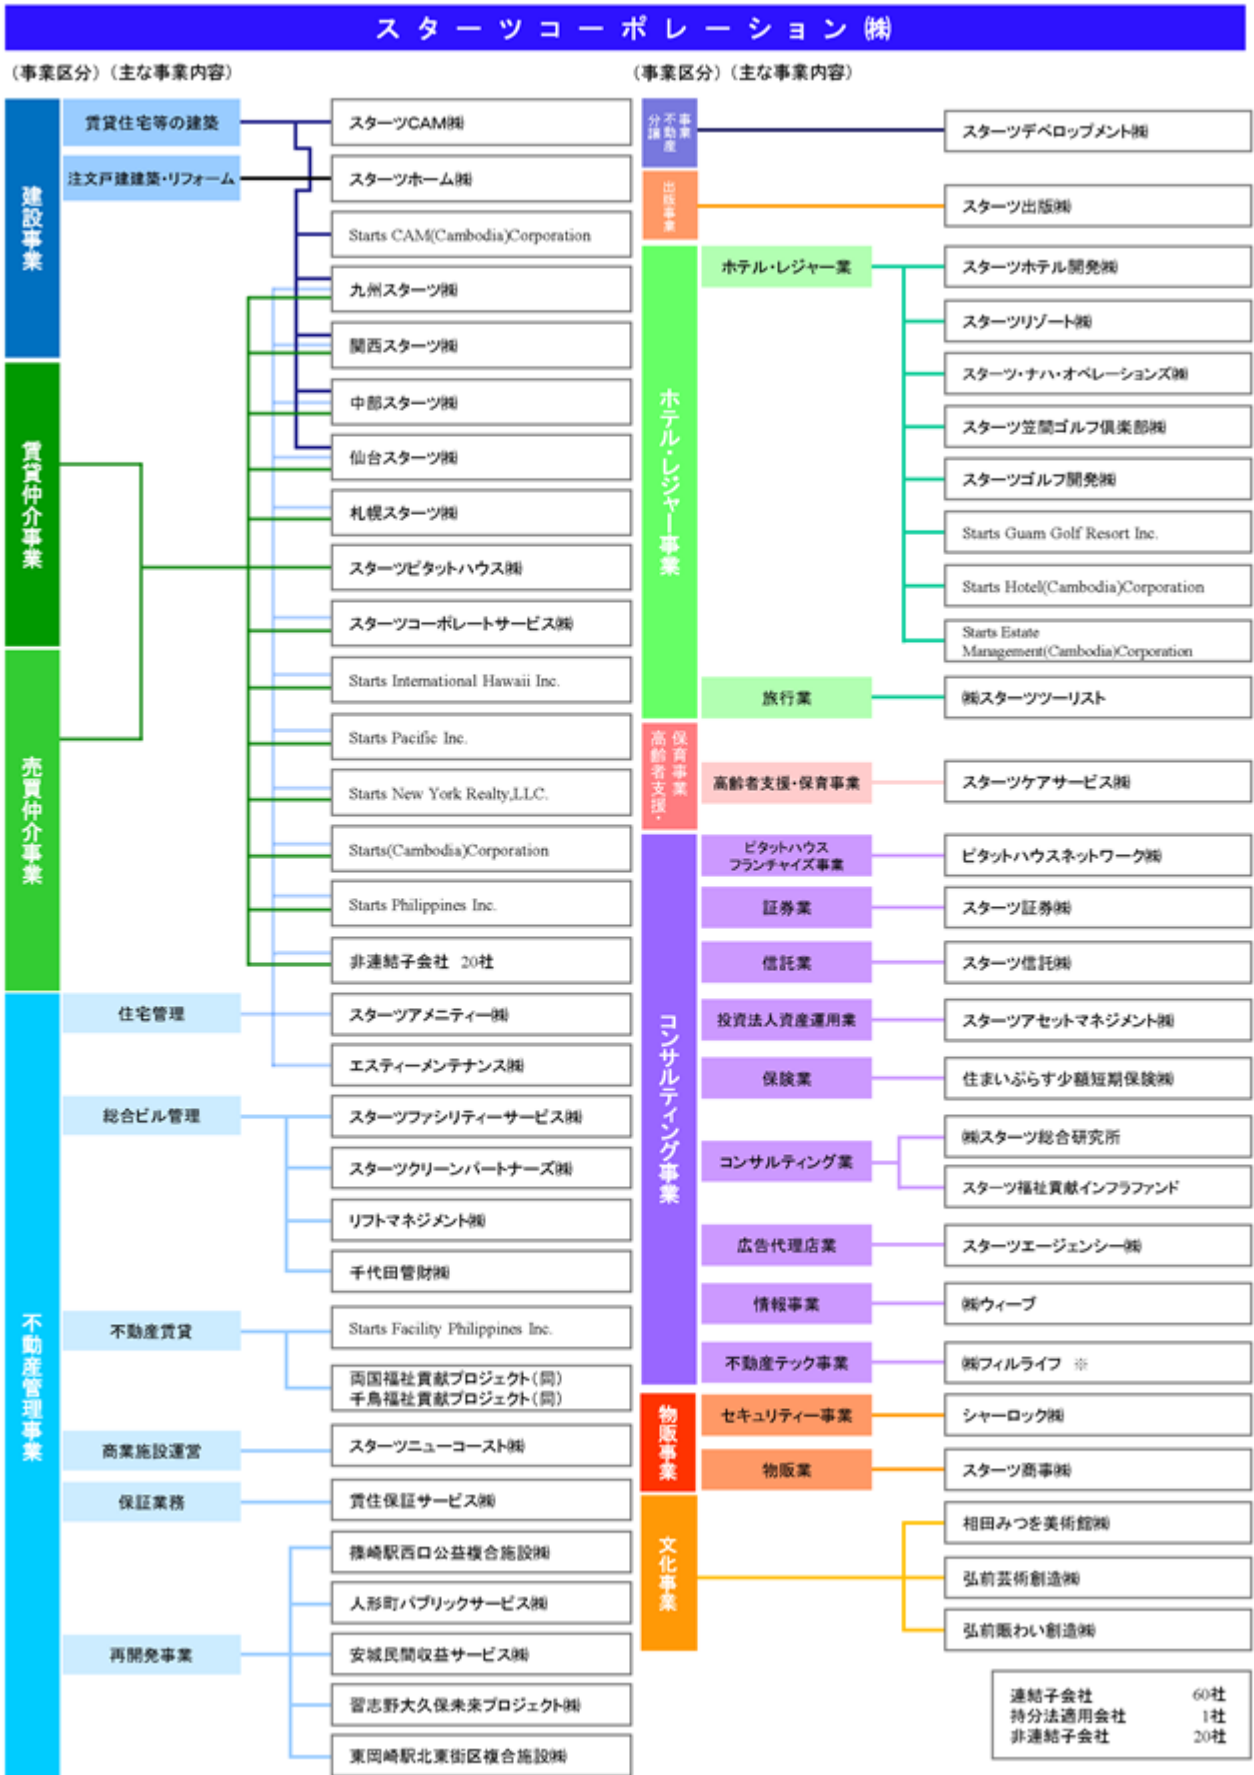 スターツコーポレーション㈱
（事業区分）（主な事業内容）
建設事業
賃貸住宅等の建築
注文戸建建築・リフォーム
スターツCAM㈱
スターツホーム㈱
Starts CAM(Cambodia)Corporation
九州スターツ㈱
関西スターツ㈱
中部スターツ㈱
仙台スターツ㈱
札幌スターツ㈱
スターツピタットハウス㈱
スターツコーポレートサービス㈱
Starts International Hawaii Inc.
Starts Pacific Inc.
Starts New York Realty,LLC.
Starts(Cambodia)Corporation
Starts Philippines Inc.
非連結子会社 20社
賃貸仲介事業
売買仲介事業
不動産管理事業
住宅管理
スターツアメニティー㈱
エスティーメンテナンス㈱
総合ビル管理
スターツファシリティーサービス㈱
スターツクリーンパートナーズ㈱
リフトマネジメント㈱
千代田管財㈱
不動産賃貸
Starts Facility Philippines Inc.
両国福祉貢献プロジェクト（同）
千鳥福祉貢献プロジェクト（同）
商業施設運営
スターツニューコースト㈱
保証業務
賃住保証サービス㈱
再開発事業
篠崎駅西口公益複合施設㈱
人形町パブリックサービス㈱
安城民間収益サービス㈱
習志野大久保未来プロジェクト㈱
東岡崎駅北東街区複合施設㈱
（事業区分）（主な事業内容）
分譲
不動産
事業
スターツデベロップメント㈱
出版事業
スターツ出版㈱
ホテル・レジャー事業
ホテル・レジャー業
スターツホテル開発㈱
スターツリゾート㈱
スターツ・ナハ・オペレーションズ㈱
スターツ笠間ゴルフ倶楽部㈱
スターツゴルフ開発㈱
Starts Guam Golf Resort Inc.
Starts Hotel(Cambodia)Corporation
Starts Estate
Management(Cambodia)Corporation
旅行業
㈱スターツツーリスト
高齢者支援・
保育事業
高齢者支援・保育事業
スターツケアサービス㈱
コンサルティング事業
ピタットハウス
フランチャイズ事業
ピタットハウスネットワーク㈱
証券業
スターツ証券㈱
信託業
スターツ信託㈱
投資法人資産運用業
スターツアセットマネジメント㈱
保険業
住まいぷらす少額短期保険㈱
コンサルティング業
㈱スターツ総合研究所
スターツ福祉貢献インフラファンド
広告代理店業
スターツエージェンシー㈱
情報事業
㈱ウィーブ
不動産テック事業
㈱フィルライフ ※
物販事業
セキュリティー事業
シャーロック㈱
物販業
スターツ商事㈱
文化事業
相田みつを美術館㈱
弘前芸術創造㈱
弘前賑わい創造㈱
連結子会社 60社
持分法適用会社 1社
非連結子会社 20社